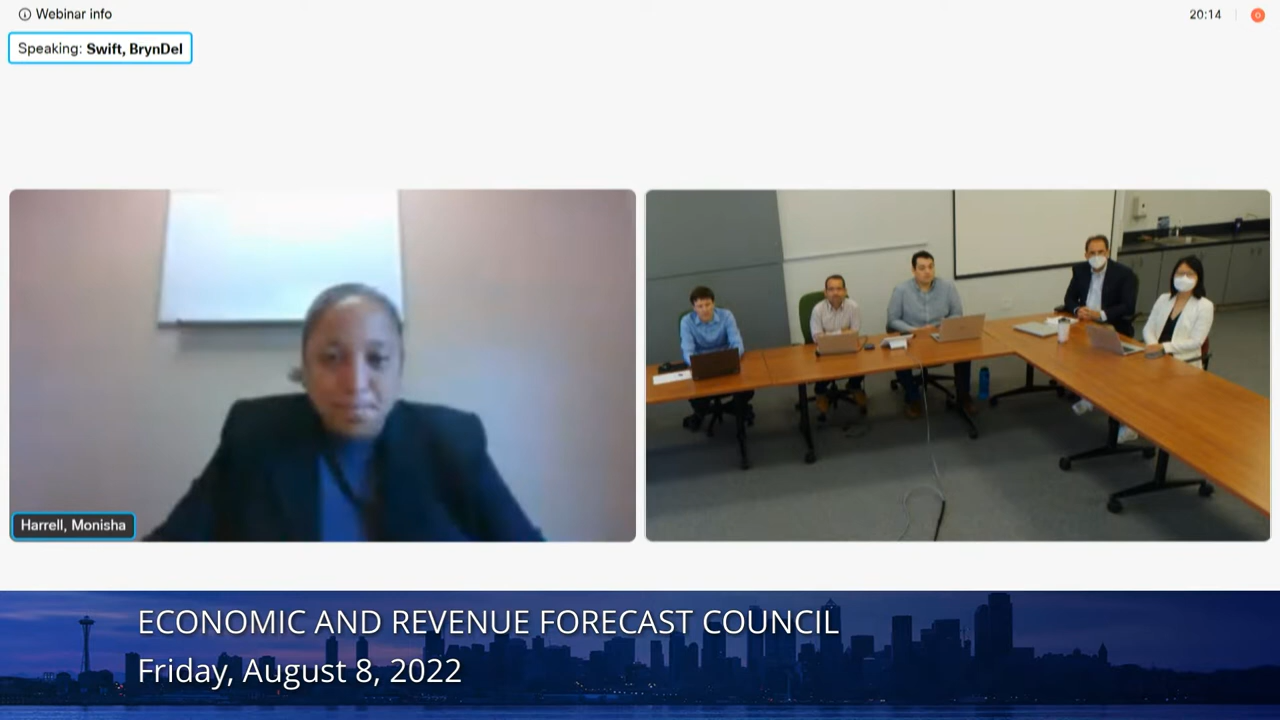 Webinar info
20:14
Speaking: Swift, BrynDel
Harrell, Monisha
ECONOMIC AND REVENUE FORECAST COUNCIL
Friday, August 8, 2022